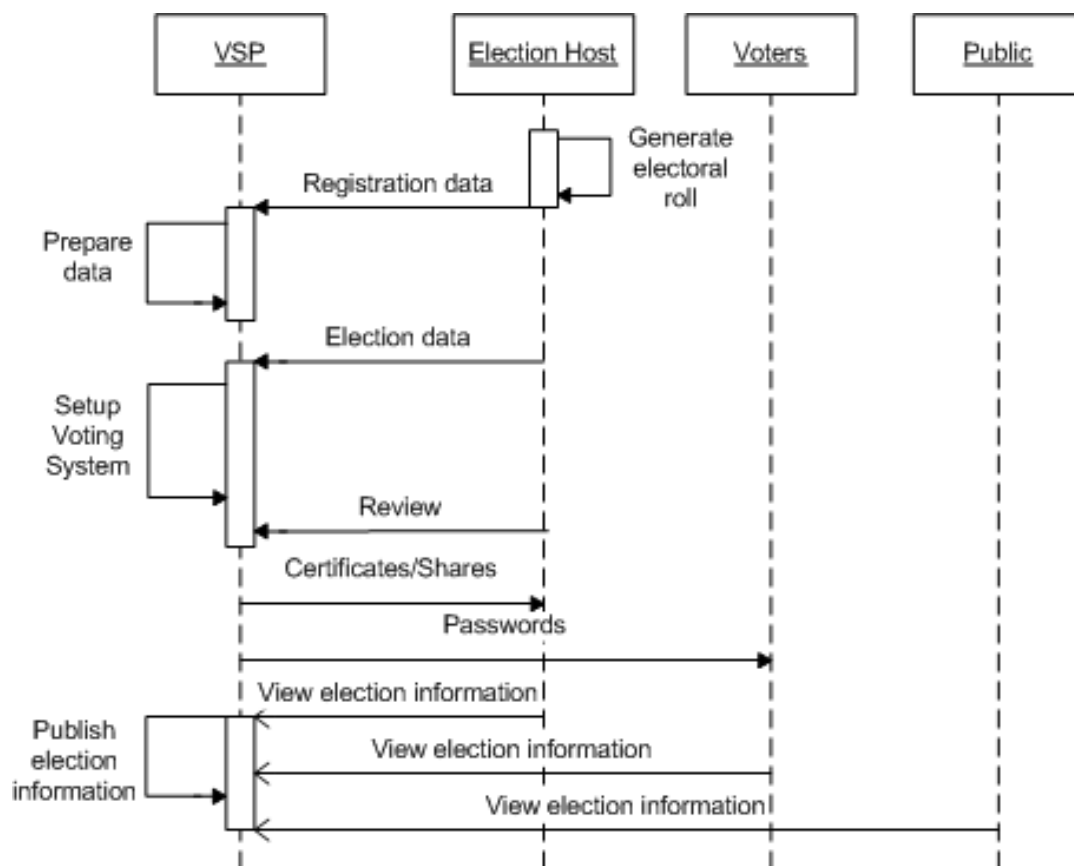 VSP
Election Host
Voters
Public
Generate
electoral
roll
Registration data
Prepare
data
Election data
Setup
Voting
System
Review
Certificates/Shares
Passwords
View election information
Publish
election
information
View election information
View election information